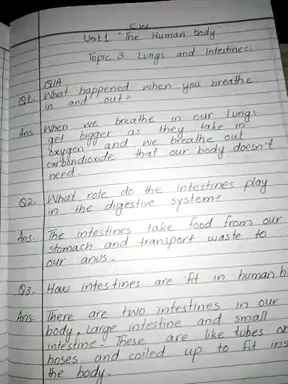 C.W
Unit 1 "The Human body"
Topic 3 Lungs and Intestines.
Q/A
Q1. What happened when you breathe
in and out?
Ans. When we breathe in our lungs
get bigger as they take in
oxygen and we breathe out
carbondioxide that our body doesn't
need.
Q2. What role do the intestines play
in the digestive system?
Ans. The intestines take food from our
stomach and transport waste to
our anus.
Q3. How intestines are fit in human
Ans. There are two intestines in our
body, large intestine and small
intestine. These are like tubes or
hoses and coiled up to fit
the body.